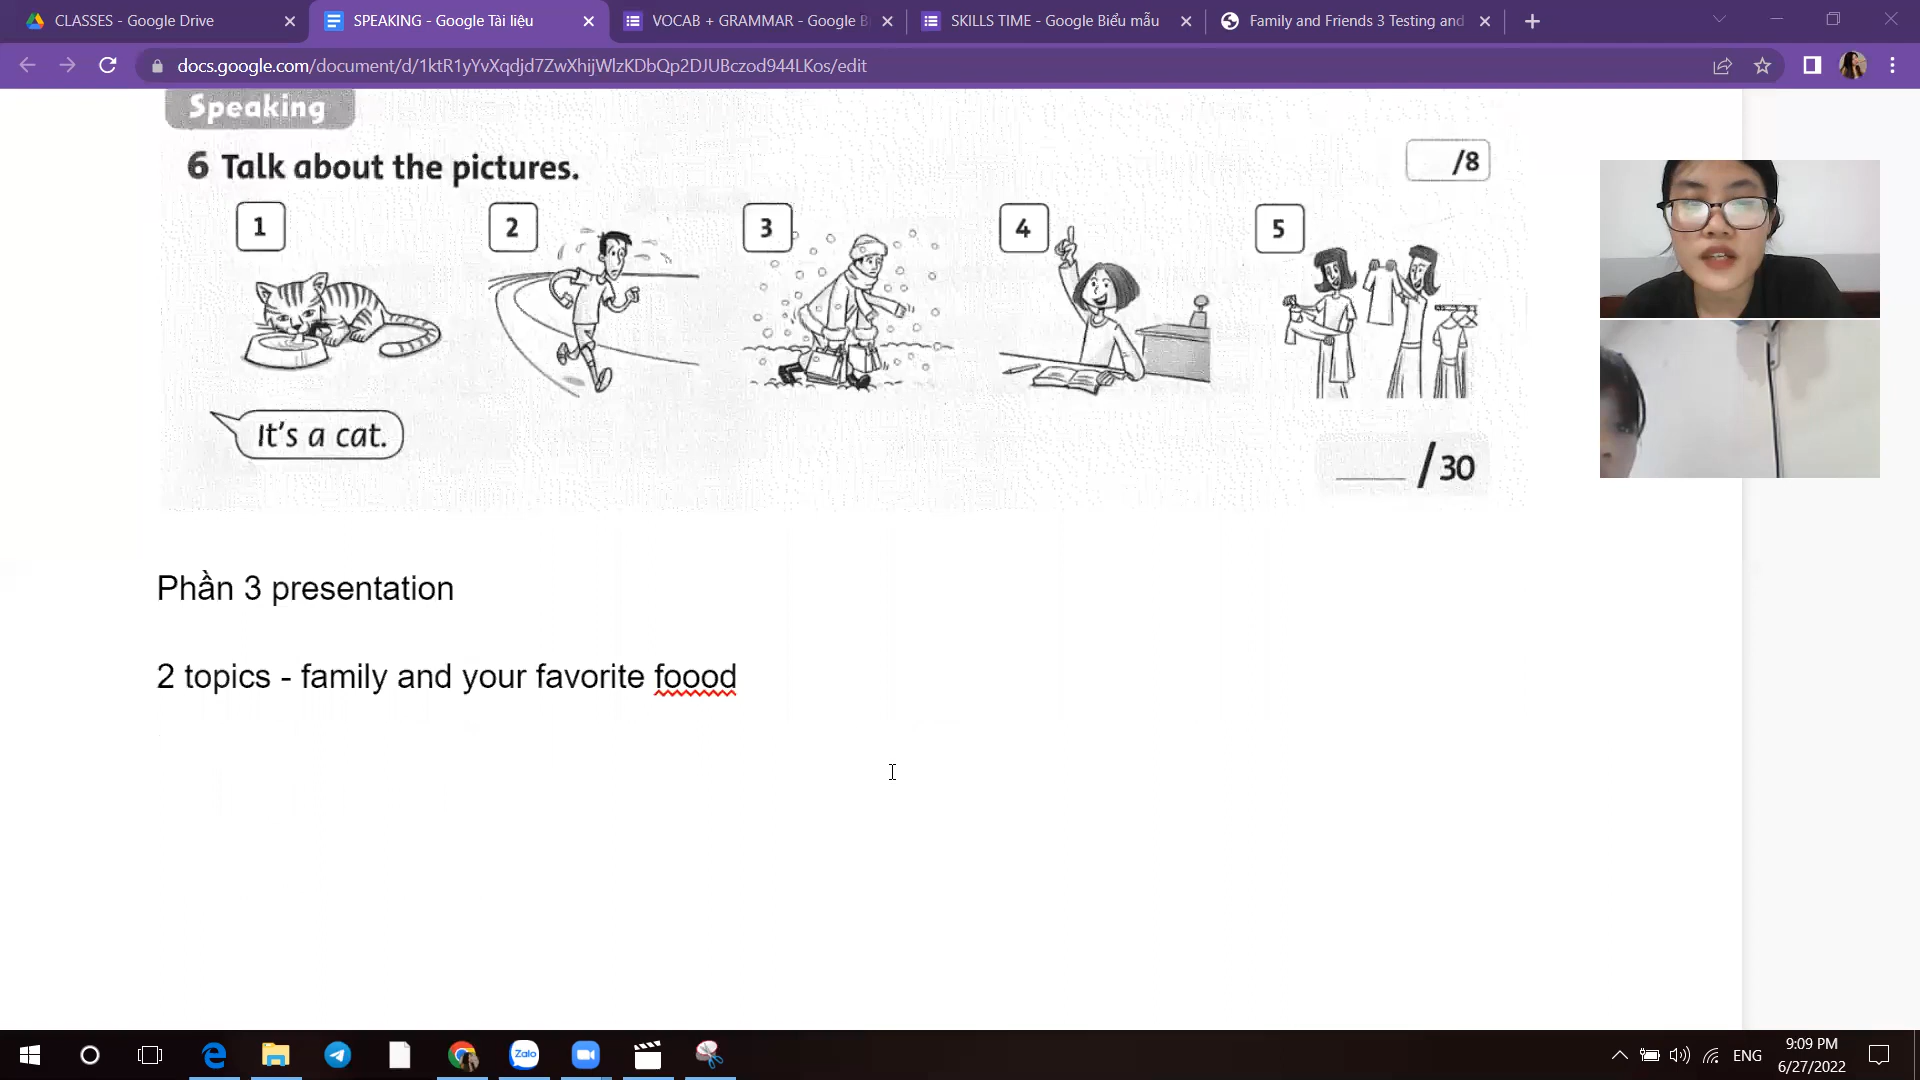 CLASSES - Google Drive
SPEAKING - Google Tài liệu
VOCAB + GRAMMAR - Google B
SKILLS TIME - Google Biểu mẫu
Family and Friends 3 Testing and
docs.google.com/document/d/1ktR1yYvXqdjd7ZwXhijWlzKDbQp2DJUBczod944LKos/edit
Speaking
6 Talk about the pictures.
/8
1
2
3
4
5
It's a cat.
/ 30
Phần 3 presentation
2 topics - family and your favorite foood
Zalo
ENG
9:09 PM
6/27/2022